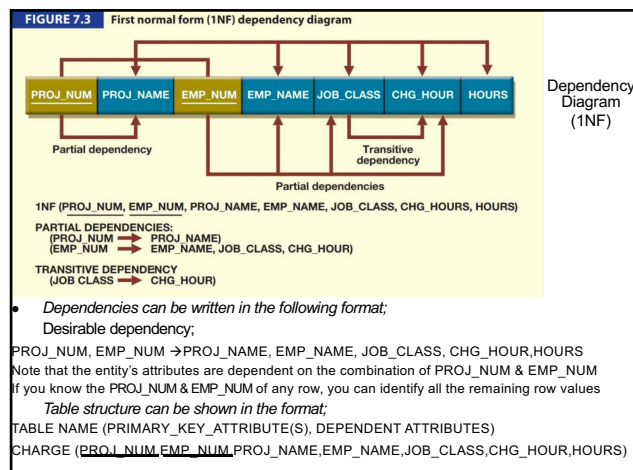 FIGURE 7.3 First normal form (1NF) dependency diagram
PROJ_NUM PROJ_NAME EMP_NUM EMP_NAME JOB_CLASS CHG_HOUR HOURS
Dependency
Diagram
(1NF)
Partial dependency
Transitive
dependency
Partial dependencies
1NF (PROJ_NUM, EMP_NUM, PROJ_NAME, EMP_NAME, JOB_CLASS, CHG_HOURS, HOURS)
PARTIAL DEPENDENCIES:
(PROJ_NUM → PROJ_NAME)
(EMP_NUM → EMP_NAME, JOB_CLASS, CHG_HOUR)
TRANSITIVE DEPENDENCY
(JOB CLASS → CHG_HOUR)
• Dependencies can be written in the following format;
Desirable dependency;
PROJ_NUM, EMP_NUM →PROJ_NAME, EMP_NAME, JOB_CLASS, CHG_HOUR,HOURS
Note that the entity's attributes are dependent on the combination of PROJ_NUM & EMP_NUM
If you know the PROJ_NUM & EMP_NUM of any row, you can identify all the remaining row values
Table structure can be shown in the format;
TABLE NAME (PRIMARY_KEY_ATTRIBUTE(S), DEPENDENT ATTRIBUTES)
CHARGE (PROJ_NUM,EMP_NUM,PROJ_NAME,EMP_NAME,JOB_CLASS,CHG_HOUR,HOURS)